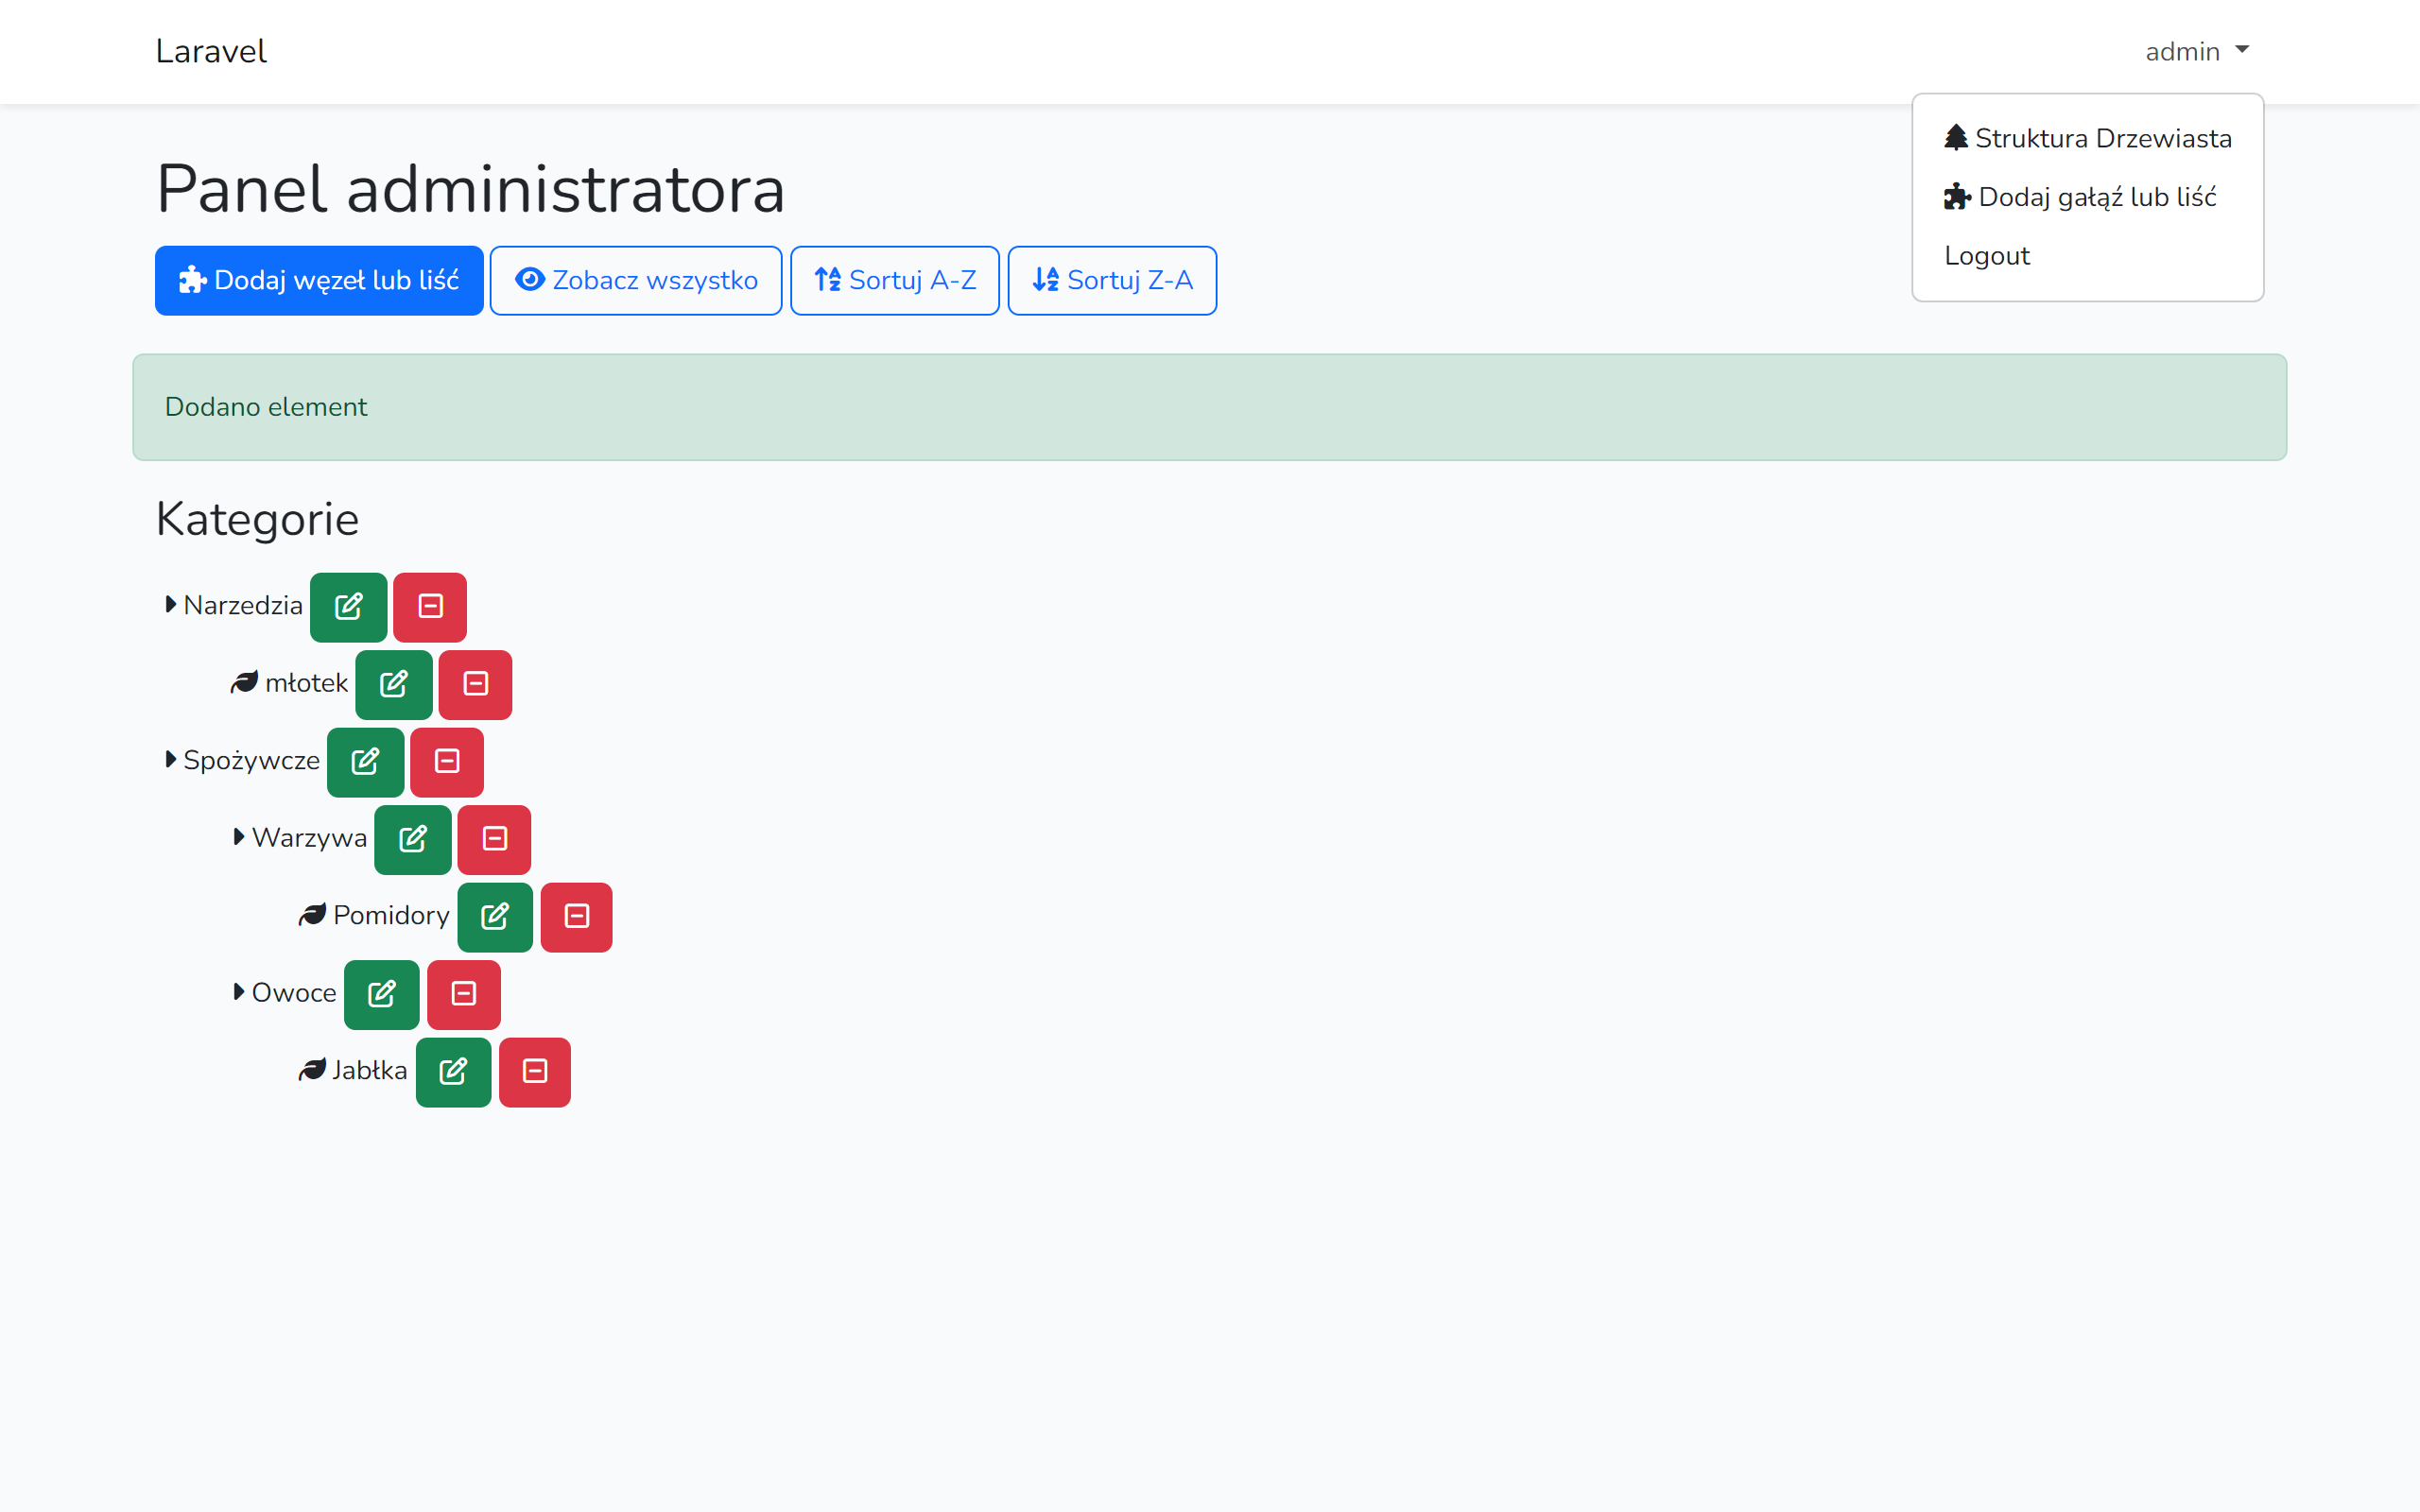 Laravel
admin
Struktura Drzewiasta
Dodaj gałąź lub liść
Logout
Panel administratora
Dodaj węzeł lub liść
Zobacz wszystko
Sortuj A-Z
Sortuj Z-A
Dodano element
Kategorie
Narzedzia
młotek
Spożywcze
Warzywa
Pomidory
Owoce
Jabłka